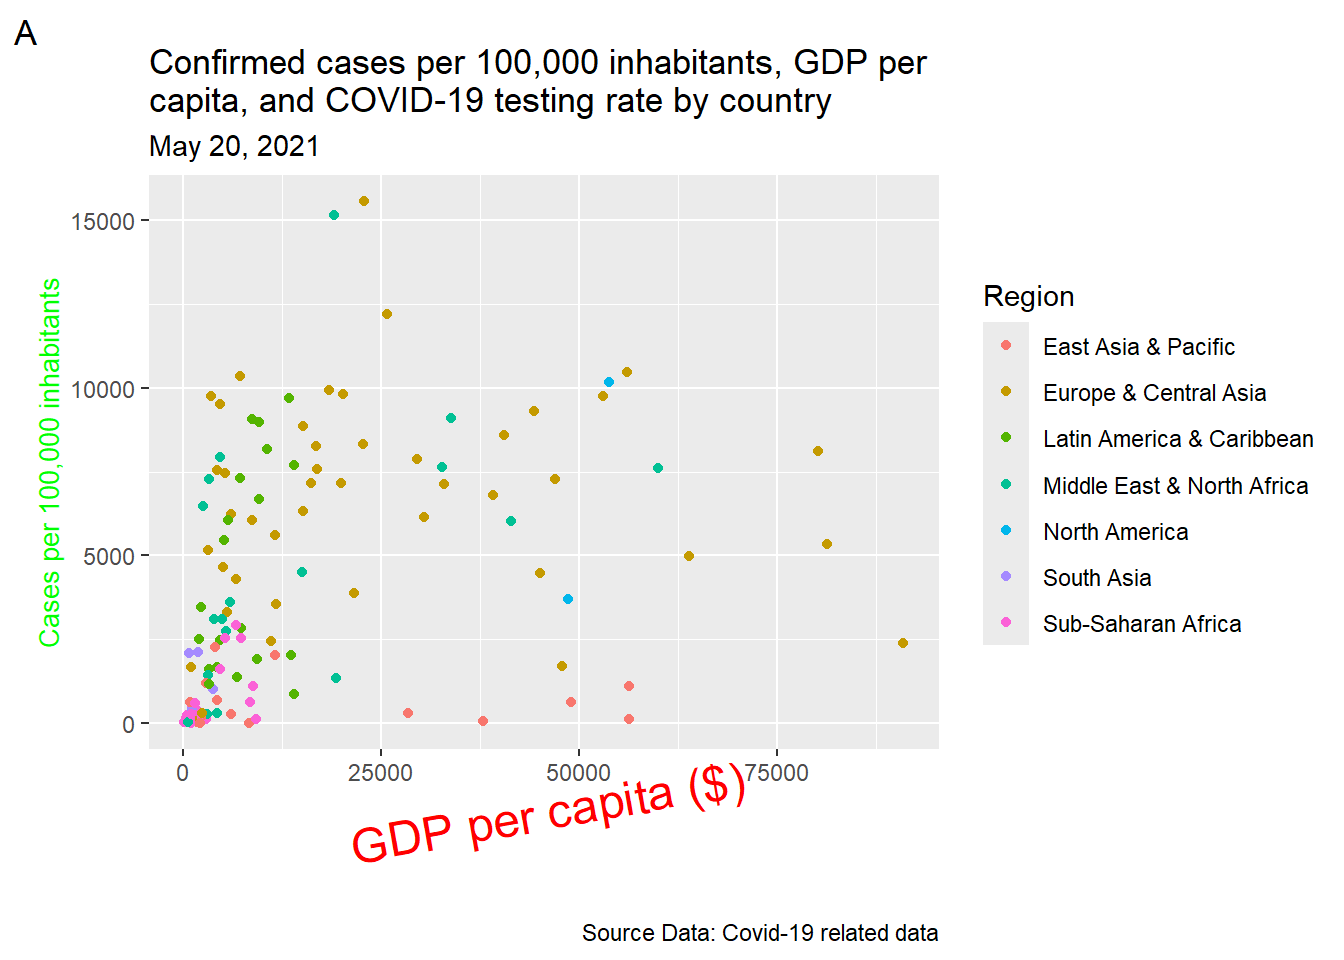 A
Confirmed cases per 100,000 inhabitants, GDP per
capita, and COVID-19 testing rate by country
May 20, 2021
Cases per 100,000 inhabitants
15000
10000
5000
0
0
25000
50000
75000
GDP per capita ($)
Region
East Asia & Pacific
Europe & Central Asia
Latin America & Caribbean
Middle East & North Africa
North America
South Asia
Sub-Saharan Africa
Source Data: Covid-19 related data